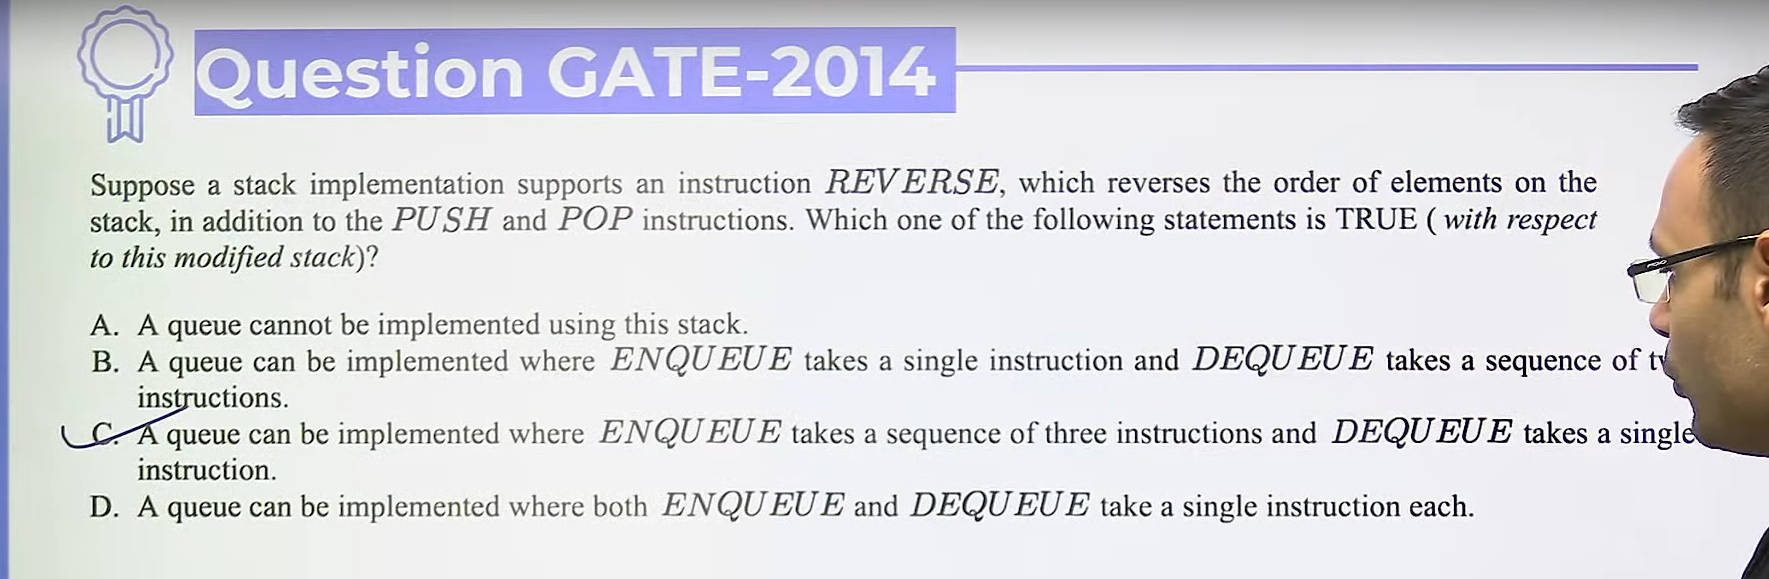 Question GATE-2014
Suppose a stack implementation supports an instruction REVERSE, which reverses the order of elements on the
stack, in addition to the PUSH and POP instructions. Which one of the following statements is TRUE ( with respect
to this modified stack)?
A. A queue cannot be implemented using this stack.
B. A queue can be implemented where ENQUEUE takes a single instruction and DEQUEUE takes a sequence of
instructions.
C. A queue can be implemented where ENQUEUE takes a sequence of three instructions and DEQUEUE takes a single
instruction.
D. A queue can be implemented where both ENQUEUE and DEQUEUE take a single instruction each.